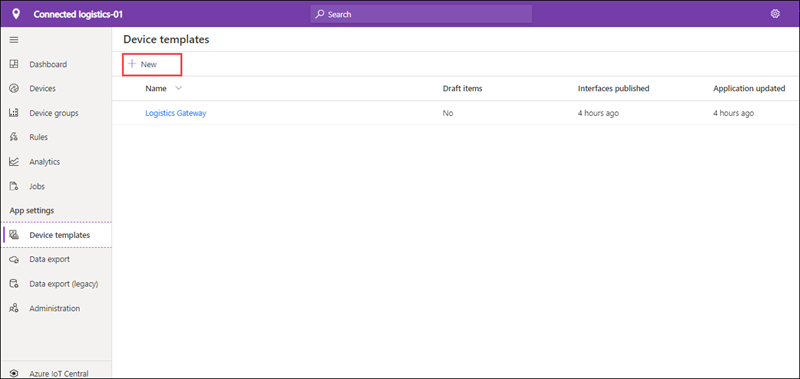 Connected logistics-01
Search
Device templates
+ New
Name
Draft items
Interfaces published
Application updated
Logistics Gateway
No
4 hours ago
4 hours ago
Dashboard
Devices
Device groups
Rules
Analytics
Jobs
App settings
Device templates
Data export
Data export (legacy)
Administration
Azure IoT Central